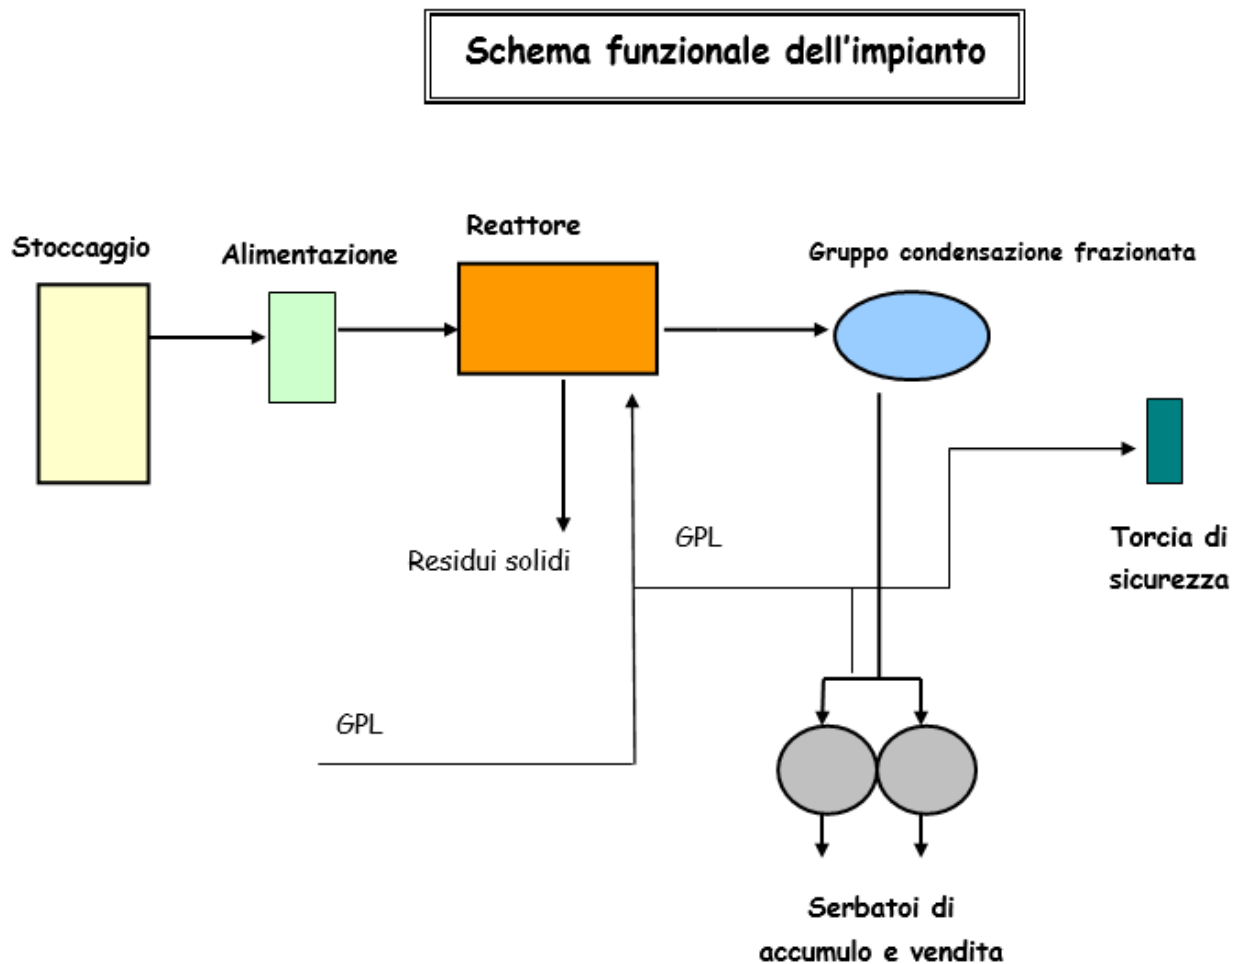 Schema funzionale dell'impianto
Reattore
Stoccaggio
Alimentazione
Gruppo condensazione frazionata
GPL
Residui solidi
Torcia di
sicurezza
GPL
Serbatoi di
accumulo e vendita